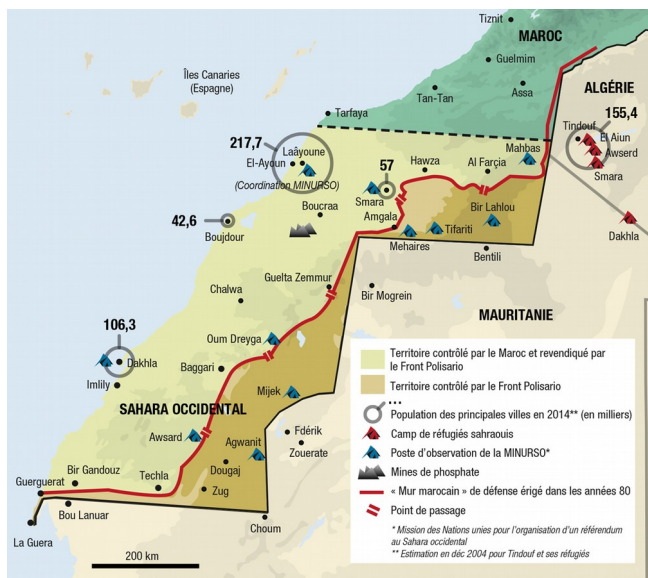 Tiznit
MAROC
Guelmim
Îles Canaries
(Espagne)
ALGÉRIE
Assa
Tan-Tan
155,4
Tarfaya
Tindouf
El Aiun
217,7
Mahbas
Awserd
Laâyoune
Hawza
Al Farçia
El-Ayoun
57
Smara
(Coordination MINURSO)
Smara
Bir Lahlou
42,6
Boucraa
Amgala
Tifariti
Dakhla
Boujdour
Mehaires
Bentili
Guelta Zemmur
Bir Mogrein
Chalwa
MAURITANIE
106,3
Oum Dreyga
Dakhla
Baggari
Imlily
Mijek
SAHARA OCCIDENTAL
Awsard
Agwanit
Fdérik
Zouerate
Dougaj
Bir Gandouz
Techla
Zug
Guerguerat
Bou Lanuar
Choum
La Guera
200 km
Territoire contrôlé par le Maroc et revendiqué par
le Front Polisario
Territoire contrôlé par le Front Polisario
...
Population des principales villes en 2014** (en milliers)
Camp de réfugiés sahraouis
Poste d'observation de la MINURSO*
Mines de phosphate
« Mur marocain » de défense érigé dans les années 80
Point de passage
* Mission des Nations unies pour l'organisation d'un référendum
au Sahara occidental
** Estimation en déc 2004 pour Tindouf et ses réfugiés